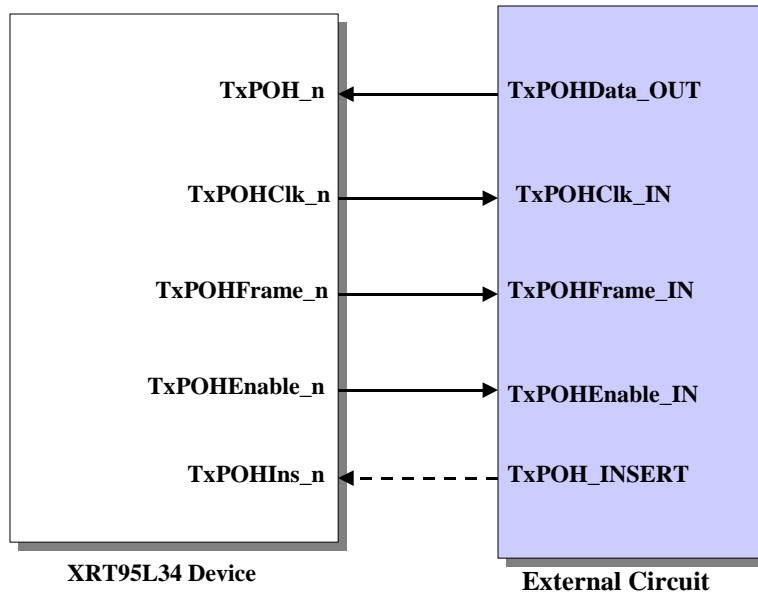 TxPOH_n TxPOHData_OUT
TxPOHClk_n TxPOHClk_IN
TxPOHFrame_n TxPOHFrame_IN
TxPOHEnable_n TxPOHEnable_IN
TxPOHIns_n TxPOH_INSERT
XRT95L34 Device
External Circuit